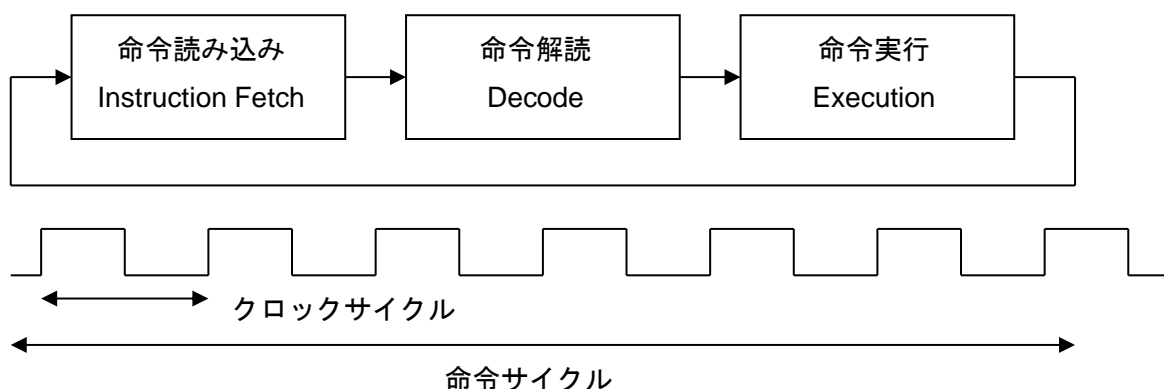 命令読み込み
Instruction Fetch
命令解読
Decode
命令実行
Execution
クロックサイクル
命令サイクル